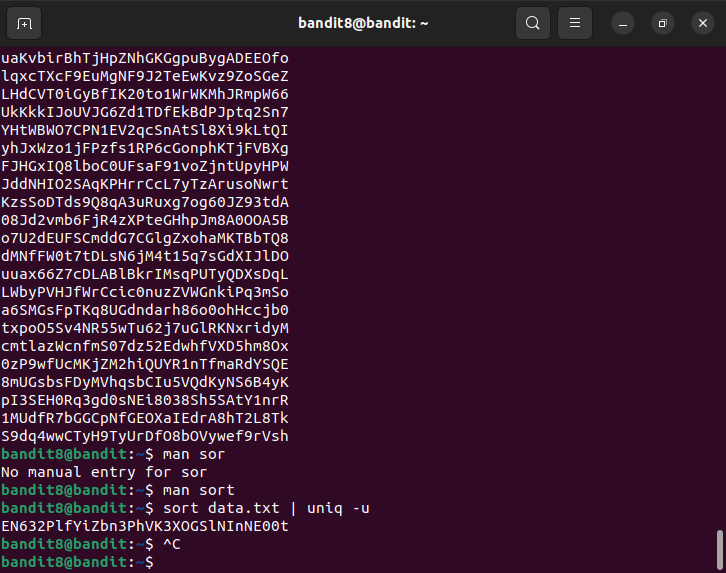 bandit8@bandit: ~
uaKvbirBhTjHpZNhGKGgpuBygADEEOfo
lqxcTXcF9EuMgNF9J2TeEwKvz9ZoSGeZ
LHdCVT0iGyBfIK20to1WrWKMhJRmpW66
UkKkkIJoUVJG6Zd1TDfEkBdPJptq2Sn7
YHtWBWO7CPN1EV2qcSnAtSl8Xi9kLtQI
yhJxWzo1jFPzfs1RP6cGonphKTjFVBXg
FJHGxIQ8lboC0UFsaF91voZjntUpyHPW
JddNHIO2SAqKPHrrCcL7yTzArusoNwrt
KzsSoDTds9Q8qA3uRuxg7og60JZ93tdA
08Jd2vmb6FjR4zXPteGHhpJm8A0OOA5B
o7U2dEUFSCmddG7CGlgZxohaMKTBbTQ8
dMNfFW0t7tDLsN6jM4t15q7sGdXIJlDO
uuax66Z7cDLABlBkrIMsqPUTyQDXsDqL
LWbyPVHJfWrCcic0nuzZVWGnkiPq3mSo
a6SMGsFpTKq8UGdndarh86o0ohHccjb0
txpoO5Sv4NR55wTu62j7uGlRKNxridyM
cmtlazWcnfmS07dz52EdwhfVXD5hm8Ox
0zP9wfUcMKjZM2hiQUYR1nTfmaRdYSQE
8mUGsbsFDyMVhqsbCIu5VQdKyNS6B4yK
pI3SEH0Rq3gd0sNEi8038Sh5SAtY1nrR
1MUdfR7bGGCpNfGEOXaIEdrA8hT2L8Tk
S9dq4wwCTyH9TyUrDfO8bOVywef9rVsh
bandit8@bandit:~$ man sor
No manual entry for sor
bandit8@bandit:~$ man sort
bandit8@bandit:~$ sort data.txt | uniq -u
EN632PlfYiZbn3PhVK3XOGSlNInNE00t
bandit8@bandit:~$ ^C
bandit8@bandit:~$